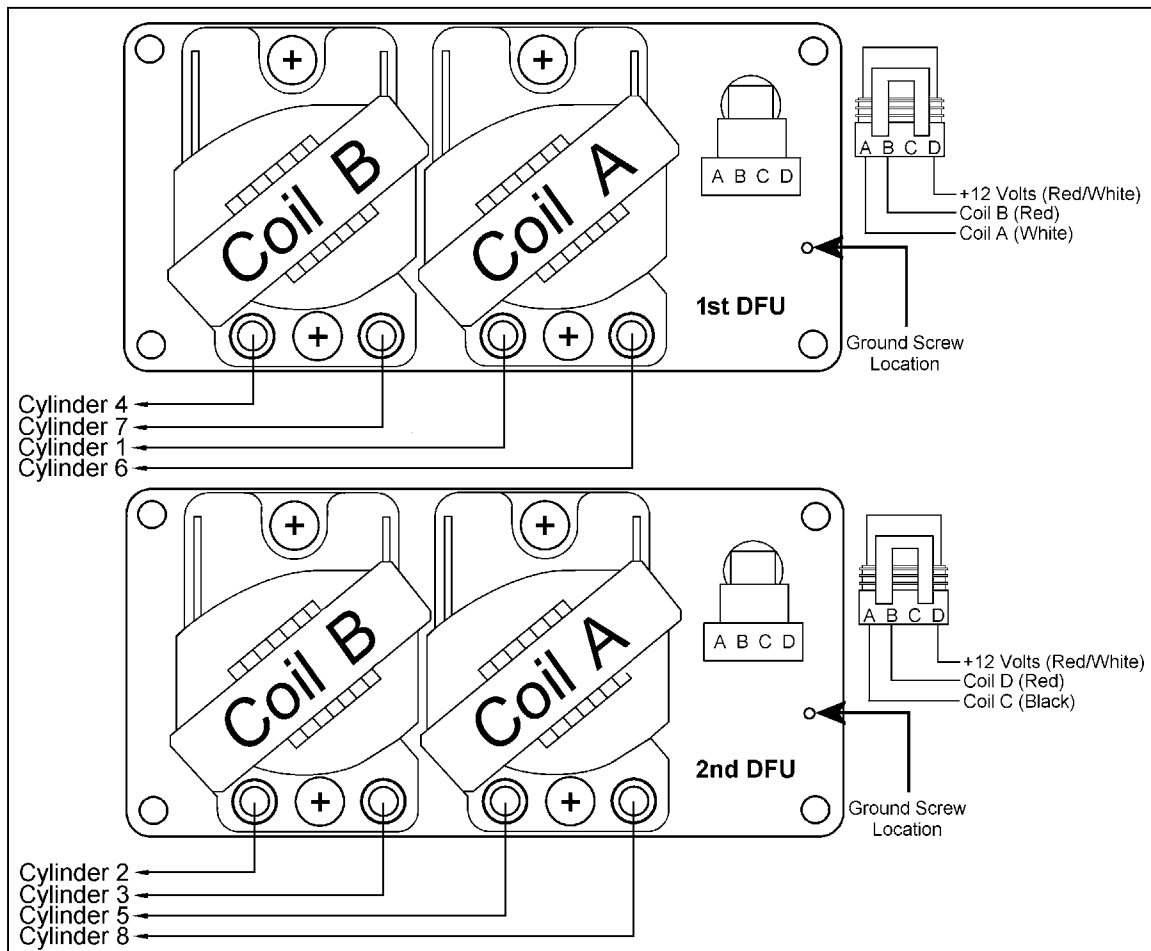 Coil B
Coil A
A B C D
A B C D
+12 Volts (Red/White)
Coil B (Red)
Coil A (White)
1st DFU
Ground Screw
Location
Cylinder 4
Cylinder 7
Cylinder 1
Cylinder 6
Coil B
Coil A
A B C D
A B C D
+12 Volts (Red/White)
Coil D (Red)
Coil C (Black)
2nd DFU
Ground Screw
Location
Cylinder 2
Cylinder 3
Cylinder 5
Cylinder 8